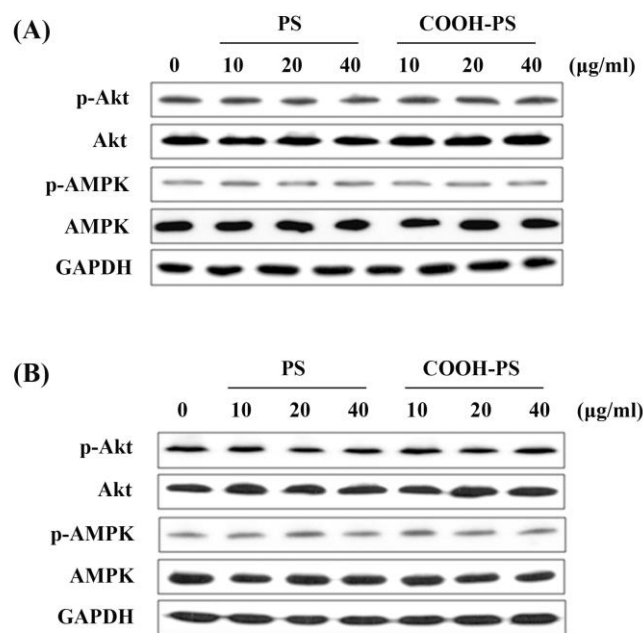 (A)
PS COOH-PS
0 10 20 40 10 20 40 (μg/ml)
p-Akt
Akt
p-AMPK
AMPK
GAPDH
(B)
PS COOH-PS
0 10 20 40 10 20 40 (μg/ml)
p-Akt
Akt
p-AMPK
AMPK
GAPDH